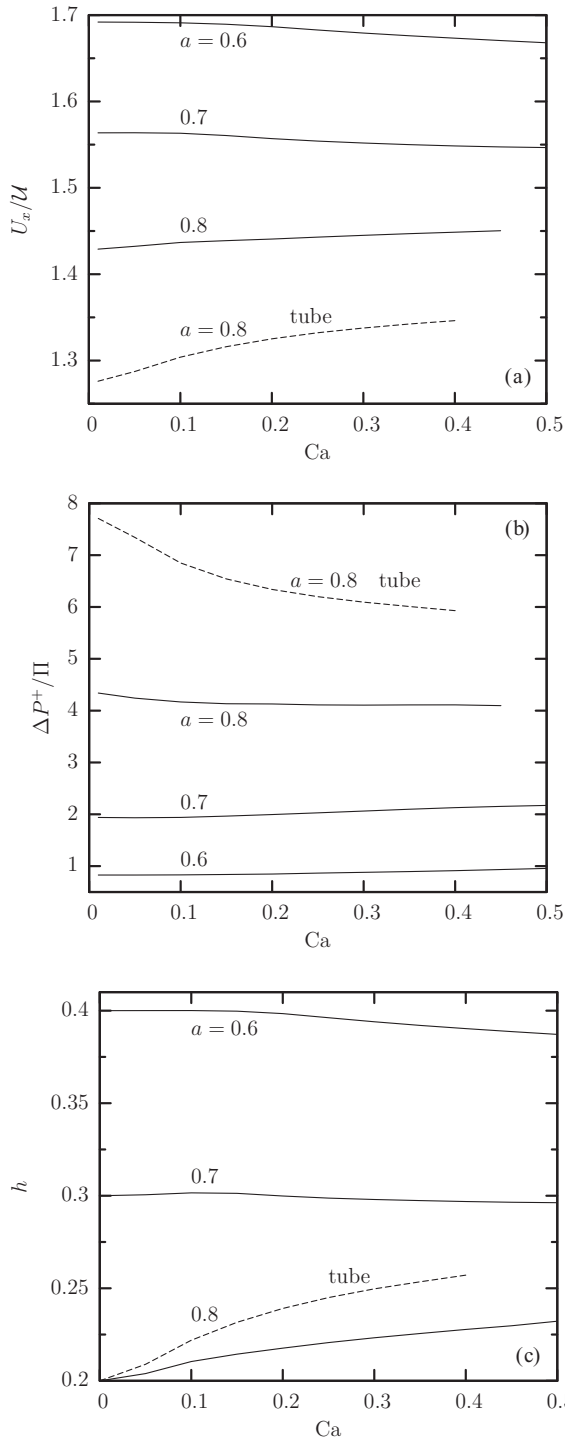 1.7
a = 0.6
1.6
0.7
1.5
U_x/𝒰
0.8
1.4
tube
a = 0.8
1.3
(a)
0 0.1 0.2 0.3 0.4 0.5
Ca
8
(b)
7
a = 0.8 tube
6
5
ΔP⁺/Π
4
a = 0.8
3
0.7
2
0.6
1
0 0.1 0.2 0.3 0.4 0.5
Ca
0.4
a = 0.6
0.35
h
0.7
0.3
tube
0.25
0.8
(c)
0.2
0 0.1 0.2 0.3 0.4
Ca